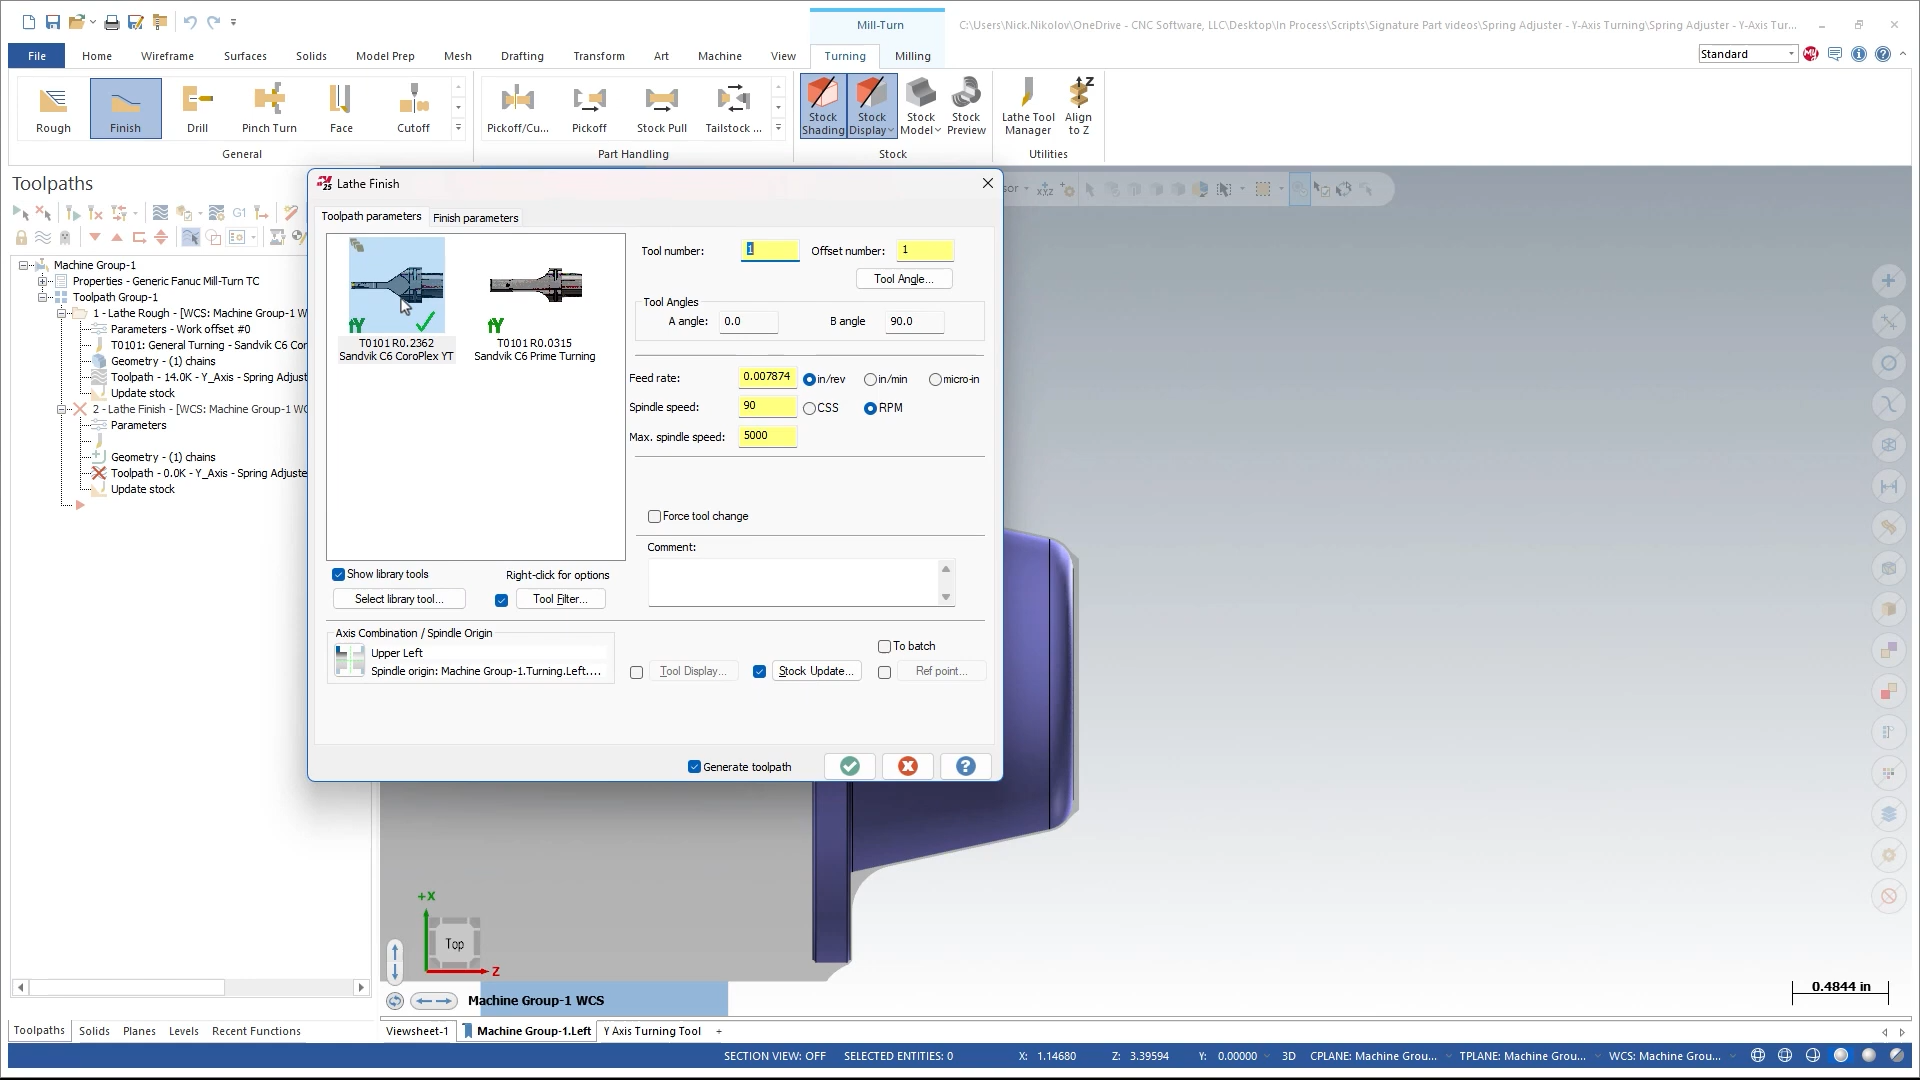 Mill-Turn
C:\Users\Nick.Nikolov\OneDrive - CNC Software, LLC\Desktop\In Process\Scripts\Signature Part videos\Spring Adjuster - Y-Axis Turning\Spring Adjuster - Y-Axis Tur...
File
Home
Wireframe
Surfaces
Solids
Model Prep
Mesh
Drafting
Transform
Art
Machine
View
Turning
Milling
Standard
Rough
Finish
Drill
Pinch Turn
Face
Cutoff
Pickoff/Cu...
Pickoff
Stock Pull
Tailstock ...
Stock Shading
Stock Display
Stock Model
Stock Preview
Lathe Tool Manager
Align to Z
General
Part Handling
Stock
Utilities
Toolpaths
G1
Machine Group-1
Properties - Generic Fanuc Mill-Turn TC
Toolpath Group-1
1 - Lathe Rough - [WCS: Machine Group-1 W
Parameters - Work offset #0
T0101: General Turning - Sandvik C6 Cor
Geometry - (1) chains
Toolpath - 14.0K - Y_Axis - Spring Adjust
Update stock
2 - Lathe Finish - [WCS: Machine Group-1 WC
Parameters
Geometry - (1) chains
Toolpath - 0.0K - Y_Axis - Spring Adjuste
Update stock
25
Lathe Finish
Toolpath parameters
Finish parameters
T0101 R0.2362
Sandvik C6 CoroPlex YT
T0101 R0.0315
Sandvik C6 Prime Turning
Tool number:
1
Offset number:
1
Tool Angle...
Tool Angles
A angle:
0.0
B angle
90.0
Feed rate:
0.007874
in/rev
in/min
micro-in
Spindle speed:
90
CSS
RPM
Max. spindle speed:
5000
Force tool change
Comment:
Show library tools
Right-click for options
Select library tool...
Tool Filter...
Axis Combination / Spindle Origin
Upper Left
Spindle origin: Machine Group-1.Turning.Left....
To batch
Tool Display...
Stock Update...
Ref point...
Generate toolpath
+X
Top
Z
Machine Group-1 WCS
0.4844 in
Toolpaths
Solids
Planes
Levels
Recent Functions
Viewsheet-1
Machine Group-1.Left
Y Axis Turning Tool
+
SECTION VIEW: OFF
SELECTED ENTITIES: 0
X: 1.14680
Z: 3.39594
Y: 0.00000
3D
CPLANE: Machine Grou...
TPLANE: Machine Grou...
WCS: Machine Grou...